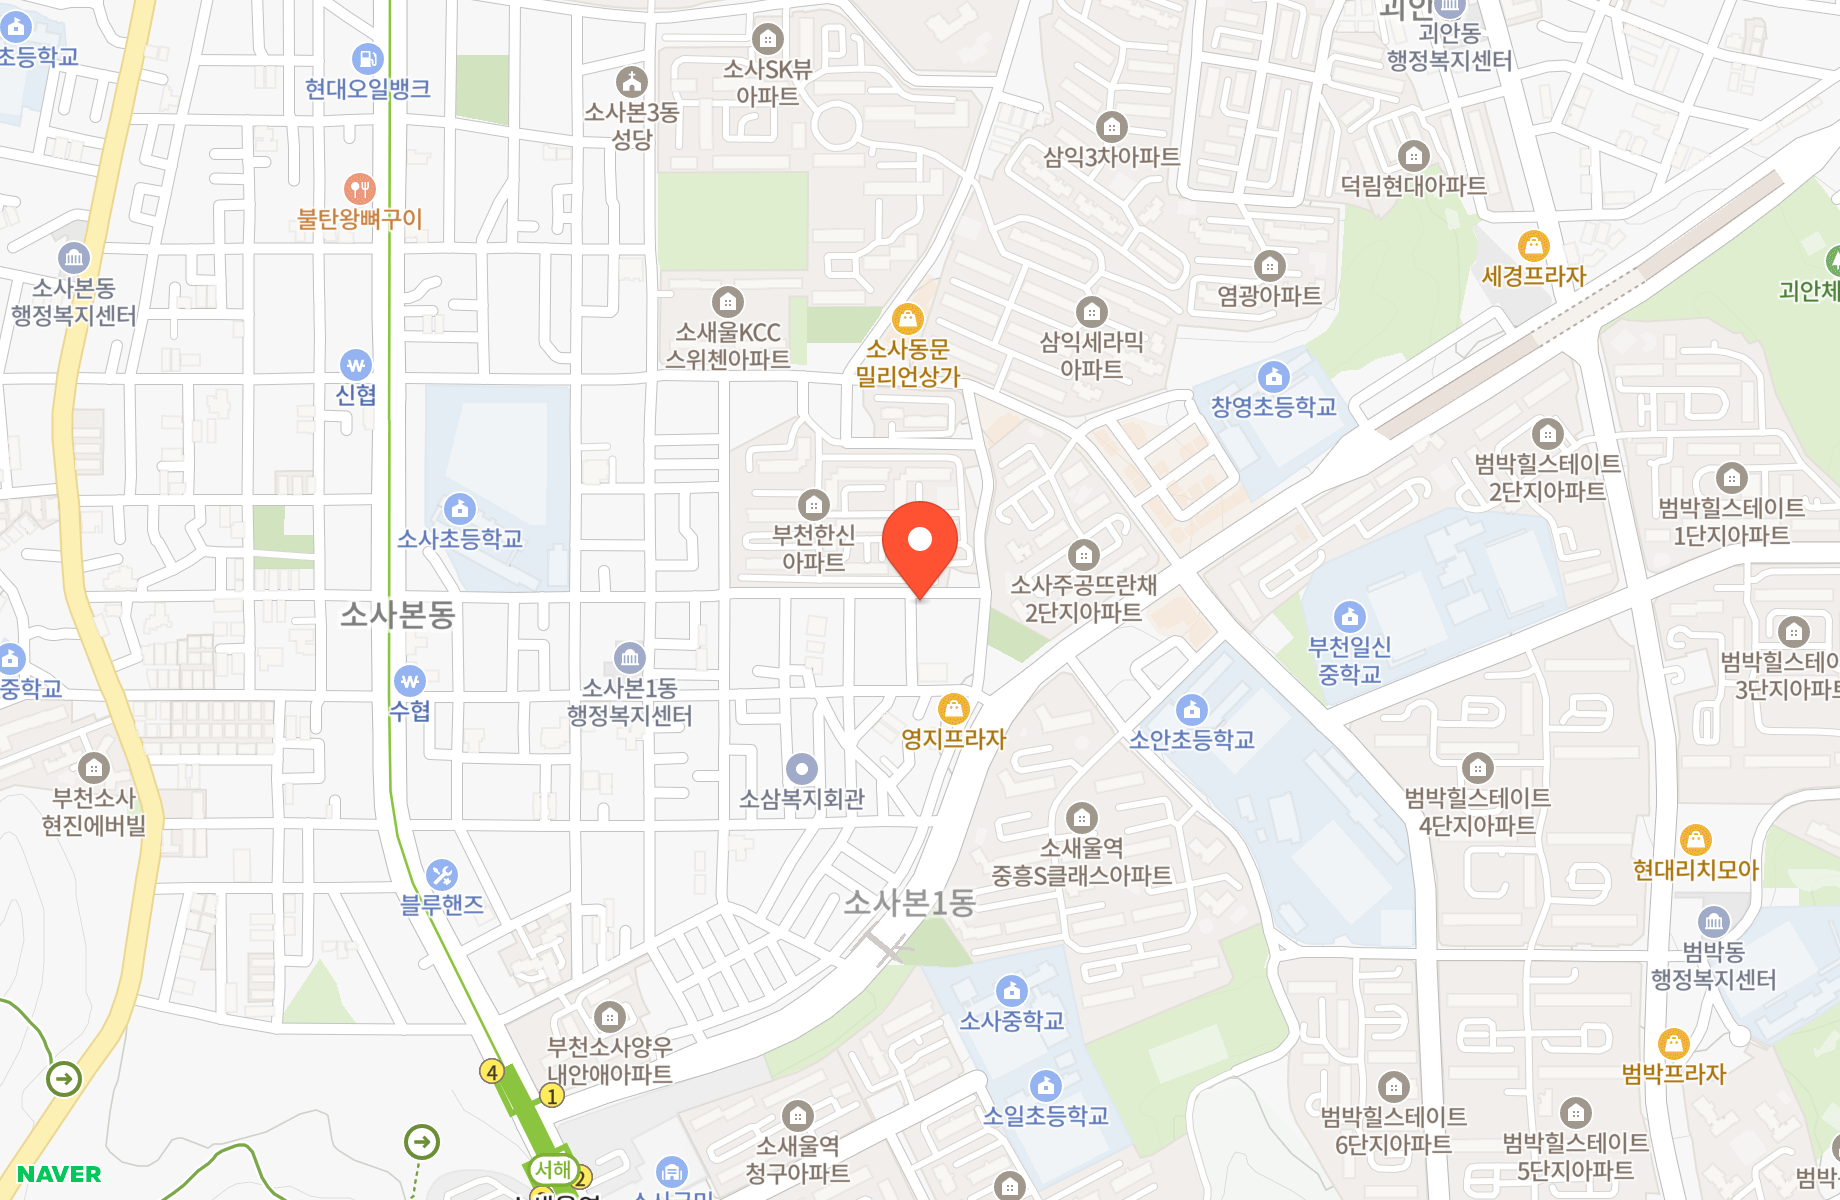 괴안
괴안동
행정복지센터
초등학교
현대오일뱅크
소사SK뷰
아파트
소사본3동
성당
삼익3차아파트
덕림현대아파트
불탄왕뼈구이
소사본동
행정복지센터
세경프라자
괴안체
염광아파트
소새울KCC
스위첸아파트
소사동문
밀리언상가
삼익세라믹
아파트
신협
창영초등학교
범박힐스테이트
2단지아파트
범박힐스테이트
1단지아파트
소사초등학교
부천한신
아파트
소사주공뜨란채
2단지아파트
소사본동
부천일신
중학교
범박힐스테이
3단지아파트
중학교
소사본1동
행정복지센터
수협
영지프라자
소안초등학교
부천소사
현진에버빌
소삼복지회관
범박힐스테이트
4단지아파트
소새울역
중흥S클래스아파트
현대리치모아
블루핸즈
소사본1동
범박동
행정복지센터
소사중학교
부천소사양우
내안애아파트
4
1
범박프라자
소일초등학교
범박힐스테이트
6단지아파트
범박힐스테이트
5단지아파트
소새울역
청구아파트
서해
2
NAVER
범박